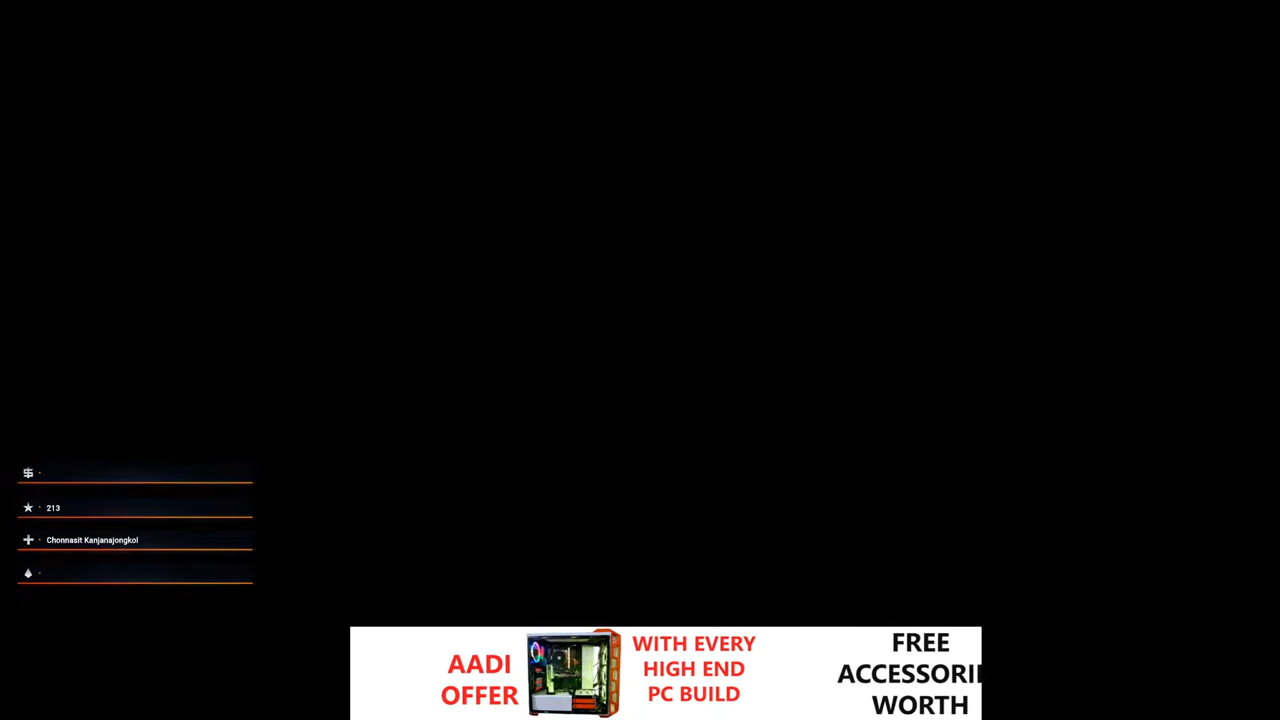 213
Chonnasit Kanjanajongkol
AADI
OFFER
WITH EVERY
HIGH END
PC BUILD
FREE
ACCESSORI
WORTH